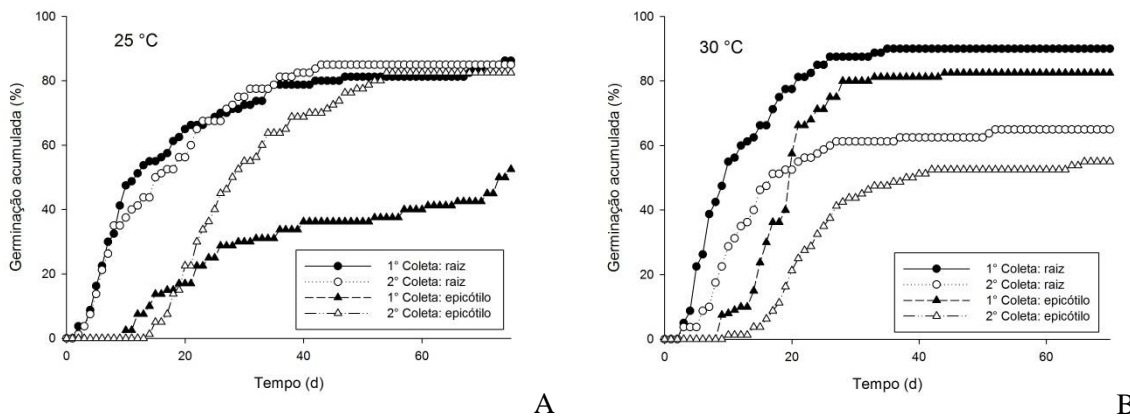 25 °C
Germinação acumulada (%)
100
80
60
40
20
0
0 20 40 60
Tempo (d)
1° Coleta: raiz
2° Coleta: raiz
1° Coleta: epicótilo
2° Coleta: epicótilo
A
30 °C
Germinação acumulada (%)
100
80
60
40
20
0
0 20 40 60
Tempo (d)
1° Coleta: raiz
2° Coleta: raiz
1° Coleta: epicótilo
2° Coleta: epicótilo
B